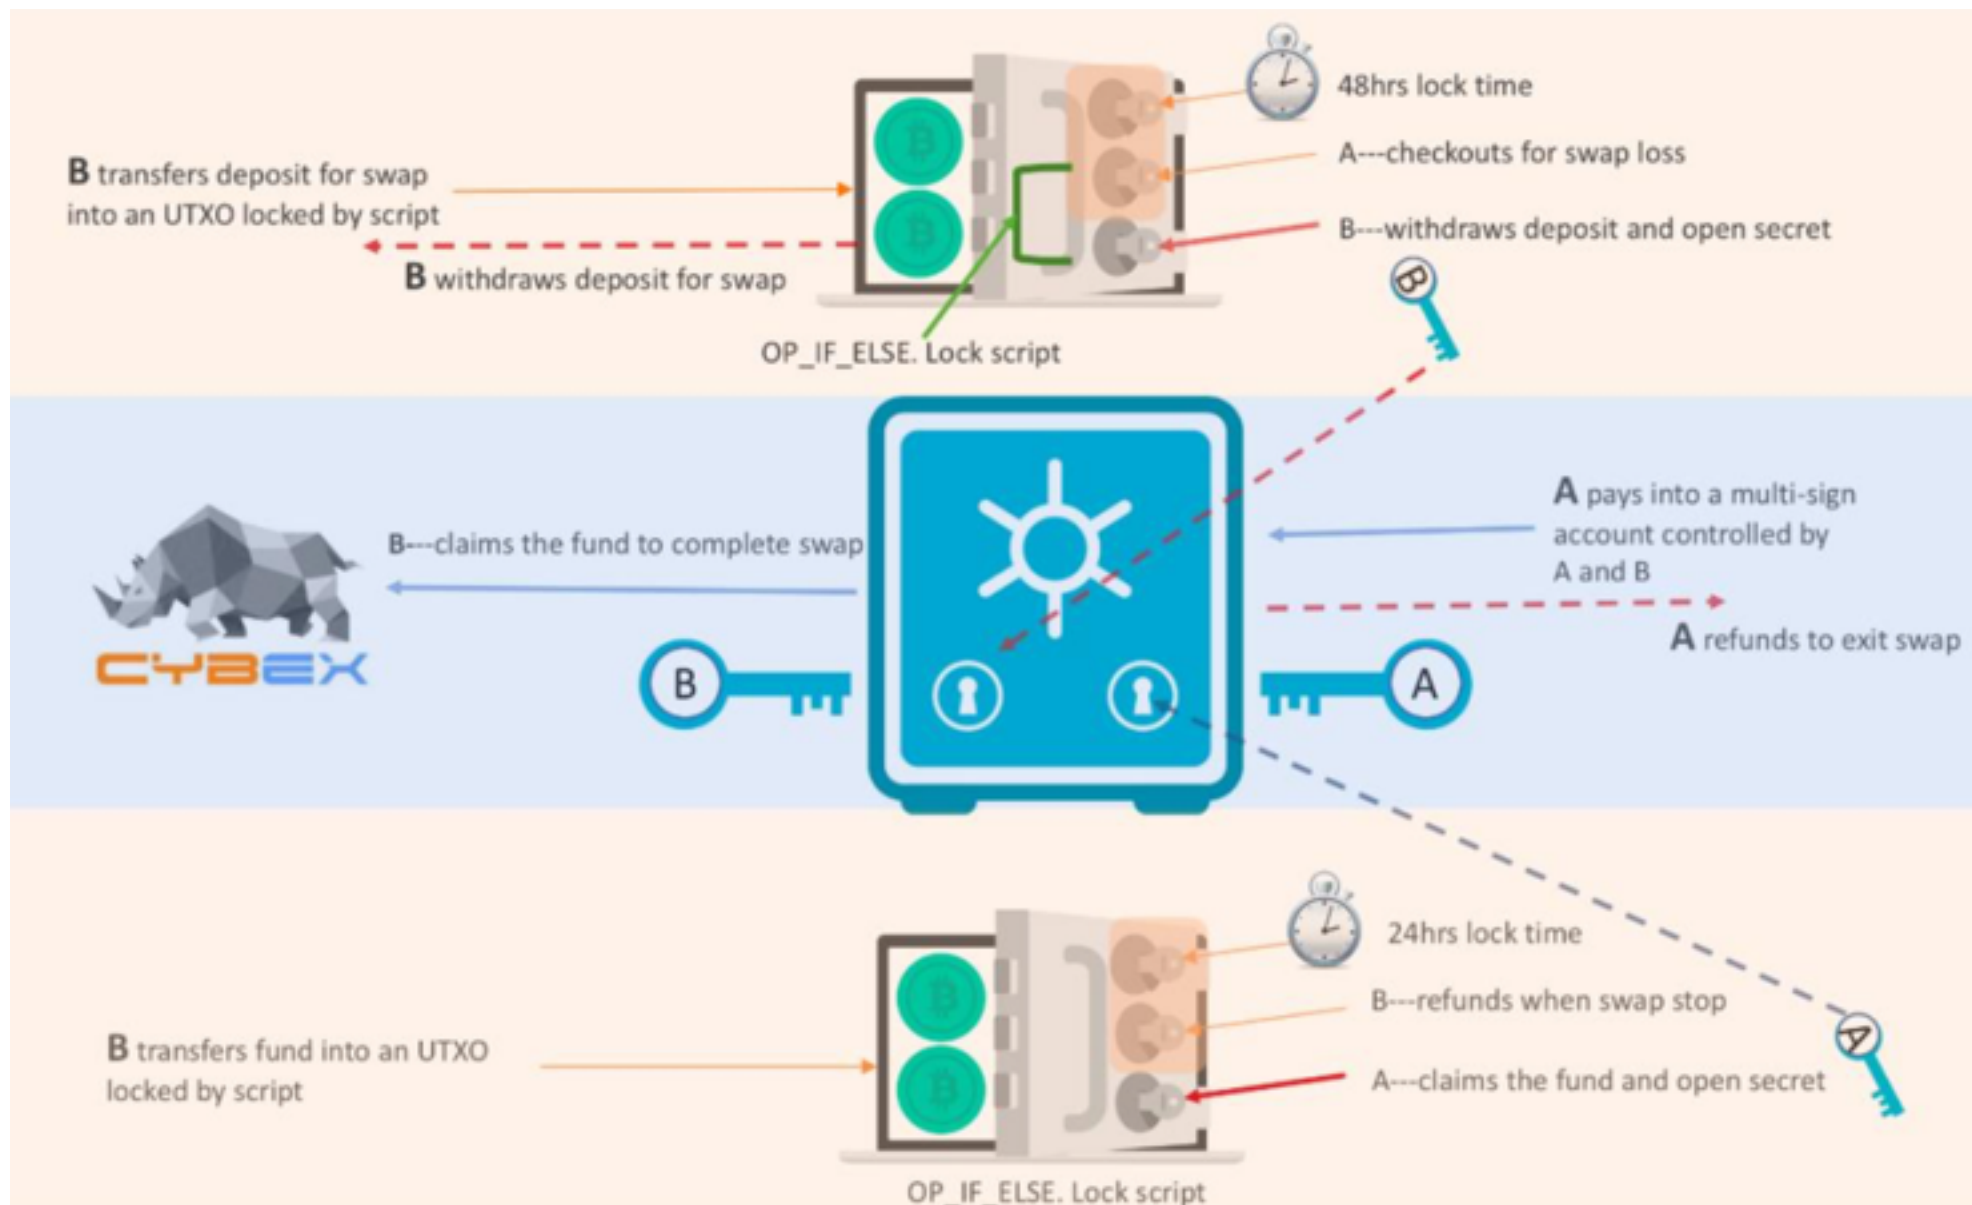 48hrs lock time
A---checkouts for swap loss
B transfers deposit for swap
into an UTXO locked by script
B---withdraws deposit and open secret
B withdraws deposit for swap
B
OP_IF_ELSE. Lock script
A pays into a multi-sign
account controlled by
A and B
B---claims the fund to complete swap
A refunds to exit swap
CYBEX
B
A
24hrs lock time
B---refunds when swap stop
A
B transfers fund into an UTXO
locked by script
A---claims the fund and open secret
OP_IF_ELSE. Lock script